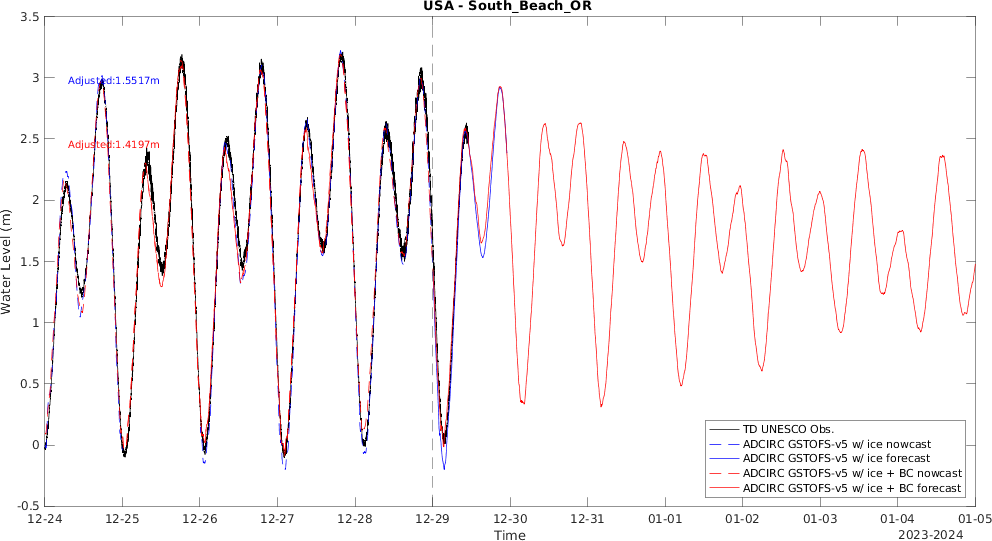 USA - South_Beach_OR
3.5
3
2.5
2
1.5
1
0.5
0
-0.5
Water Level (m)
Adjusted:1.5517m
Adjusted:1.4197m
TD UNESCO Obs.
ADCIRC GSTOFS-v5 w/ ice nowcast
ADCIRC GSTOFS-v5 w/ ice forecast
ADCIRC GSTOFS-v5 w/ ice + BC nowcast
ADCIRC GSTOFS-v5 w/ ice + BC forecast
12-24 12-25 12-26 12-27 12-28 12-29 12-30 12-31 01-01 01-02 01-03 01-04 01-05
Time
2023-2024